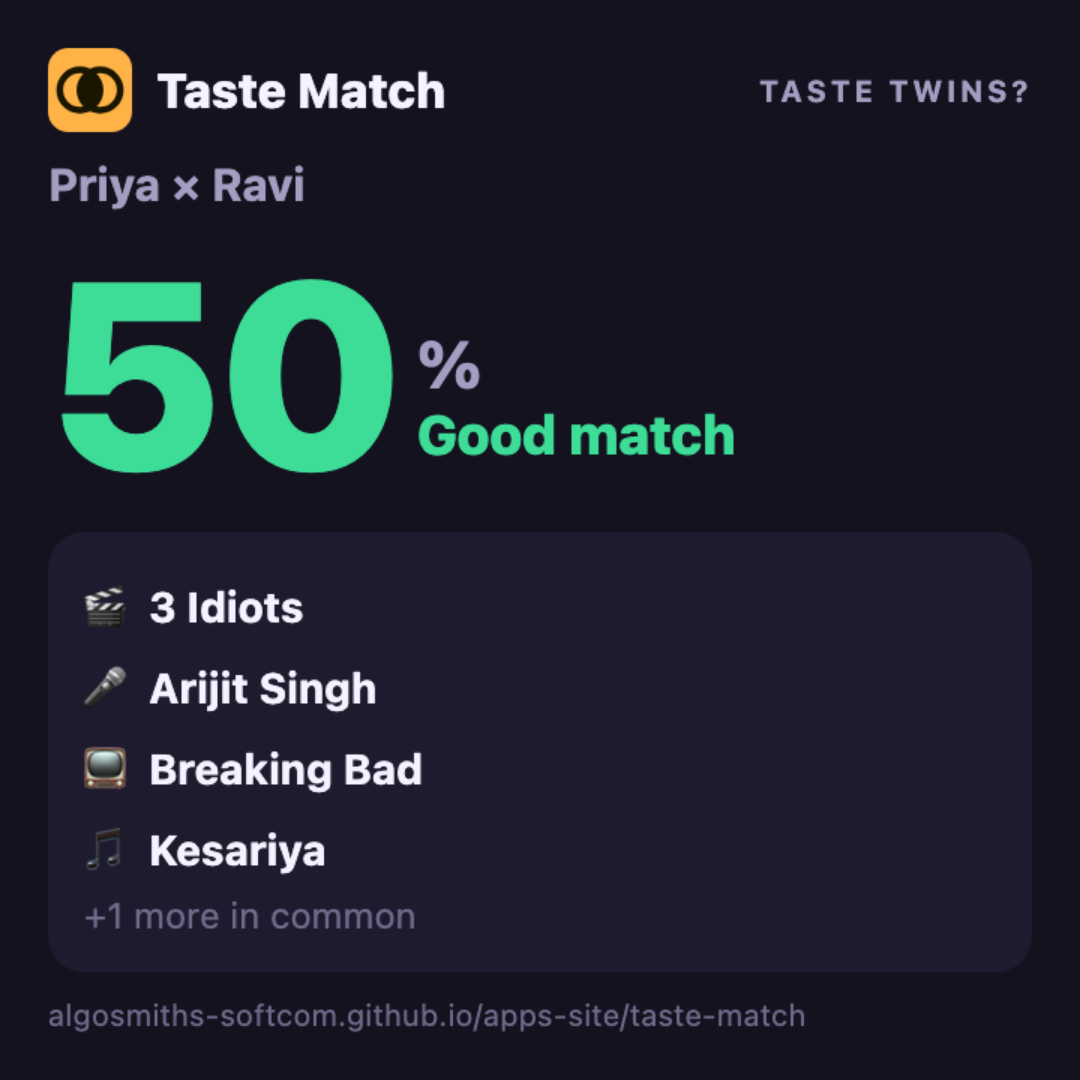 Taste Match
TASTE TWINS?
Priya × Ravi
50
%
Good match
3 Idiots
Arijit Singh
Breaking Bad
Kesariya
+1 more in common
algosmiths-softcom.github.io/apps-site/taste-match